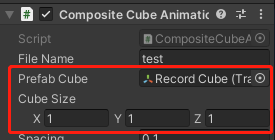 # Composite Cube Animatio
Script # CompositeCubeA
File Name test
Prefab Cube Record Cube (Tra
Cube Size
X 1 Y 1 Z 1
Spacing 0.1